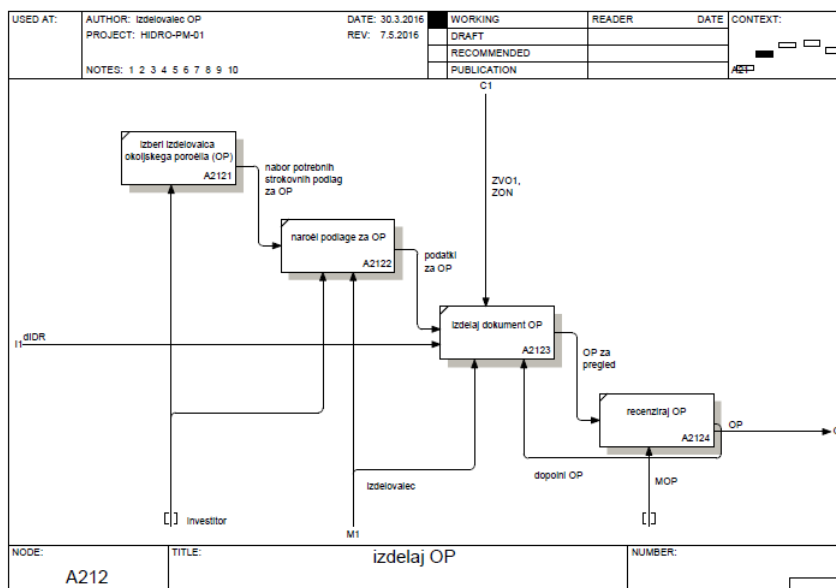 USED AT:
AUTHOR: Izdelovalec OP
DATE: 30.3.2016
WORKING
READER
DATE
CONTEXT:
PROJECT: HIDRO-PM-01
REV: 7.5.2016
DRAFT
RECOMMENDED
NOTES: 1 2 3 4 5 6 7 8 9 10
PUBLICATION
A21
C1
Izberi Izdelovalca
okoljskega poročila (OP)
A2121
nabor potrebnih
strokovnih podlag
za OP
ZVO1,
ZON
naroči podlage za OP
A2122
podatki
za OP
Izdelaj dokument OP
A2123
I1
dIDR
OP za
pregled
recenziraj OP
A2124
OP
dopolni OP
MOP
Izdelovalec
Investitor
M1
NODE:
TITLE:
izdelaj OP
NUMBER:
A212